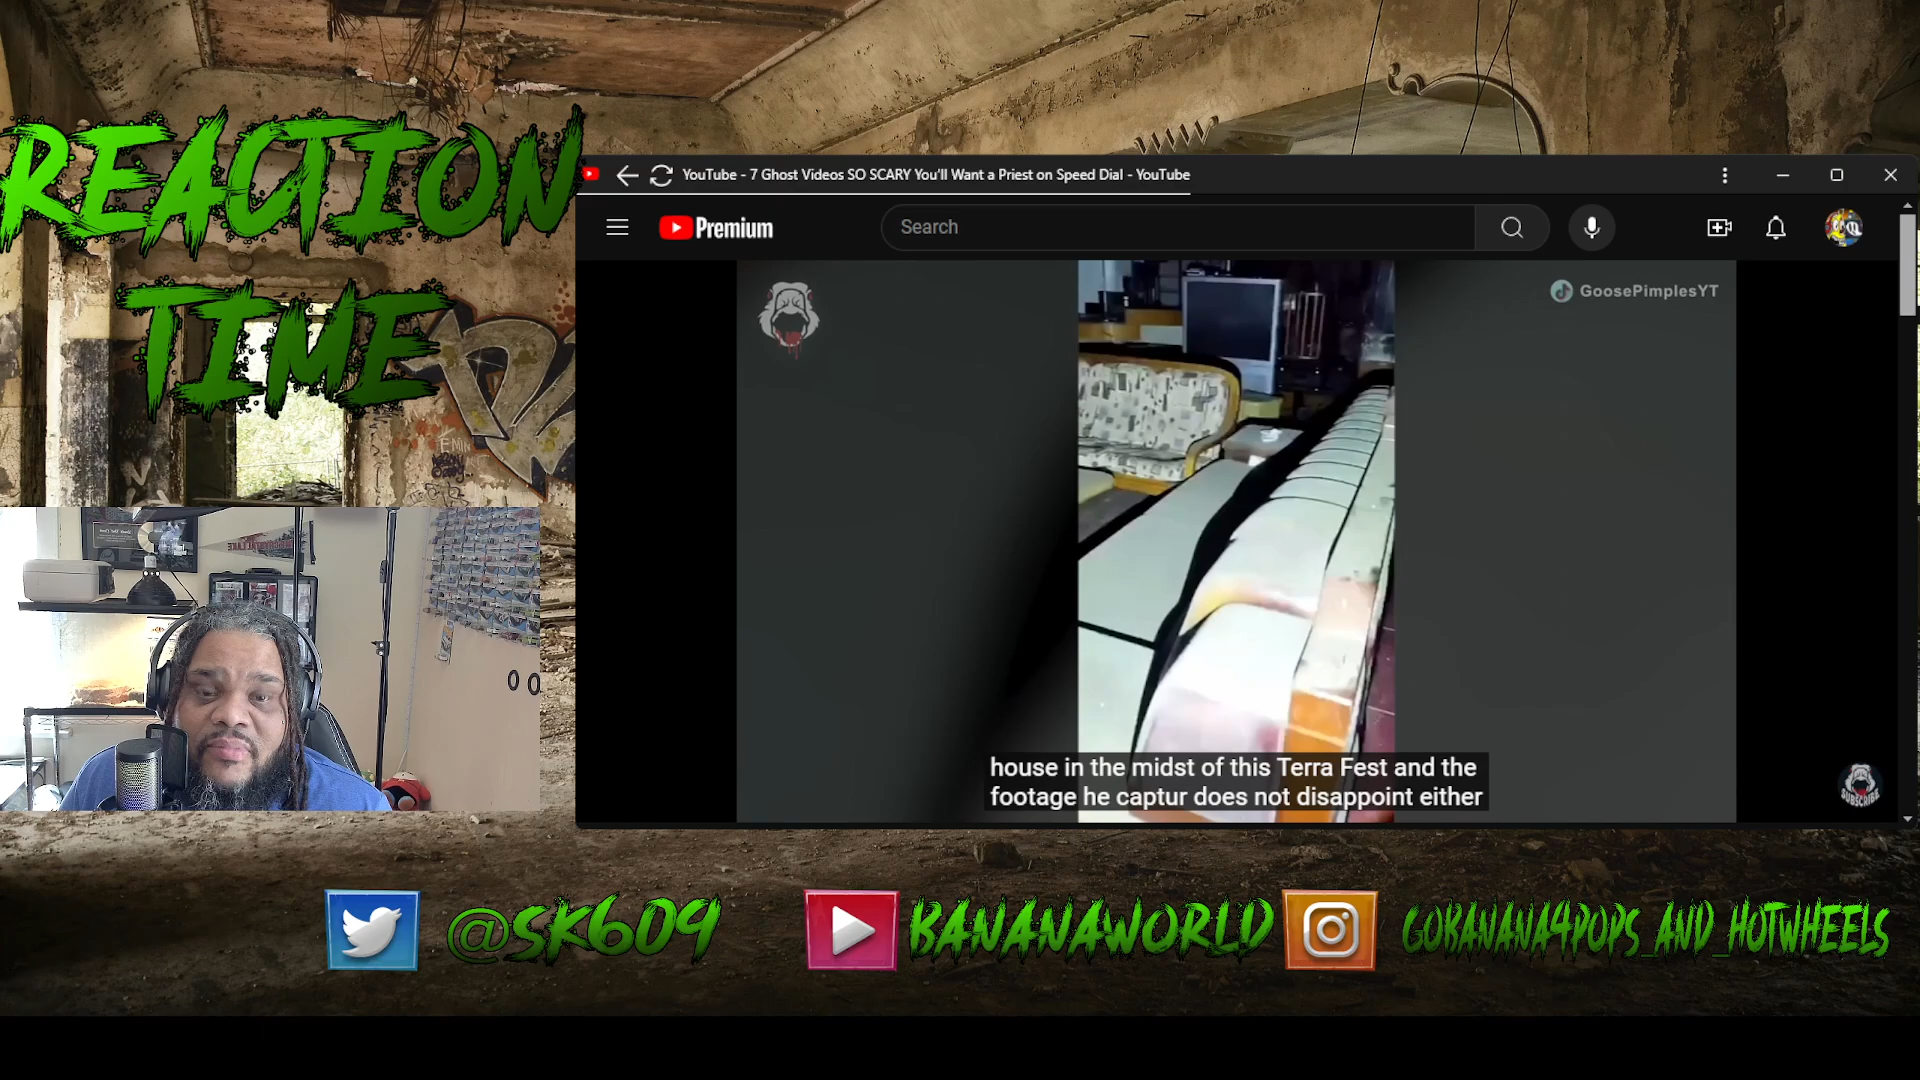 REACTION
TIME
YouTube - 7 Ghost Videos SO SCARY You'll Want a Priest on Speed Dial - YouTube
Premium
Search
GoosePimplesYT
house in the midst of this Terra Fest and the
footage he captur does not disappoint either
SUBSCRIBE
@SK609
BANANAWORLD
GOBANANA4POPS_AND_HOTWHEELS